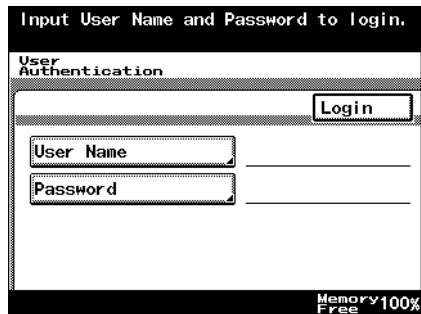 Input User Name and Password to login.
User
Authentication
Login
User Name
Password
Memory
Free 100%